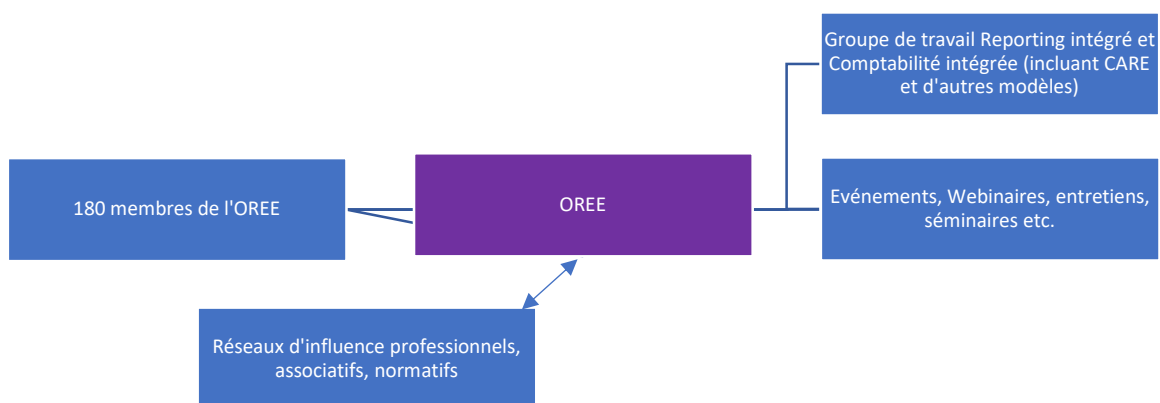 Groupe de travail Reporting intégré et
Comptabilité intégrée (incluant CARE
et d'autres modèles)
180 membres de l'OREE
OREE
Evénements, Webinaires, entretiens,
séminaires etc.
Réseaux d'influence professionnels,
associatifs, normatifs